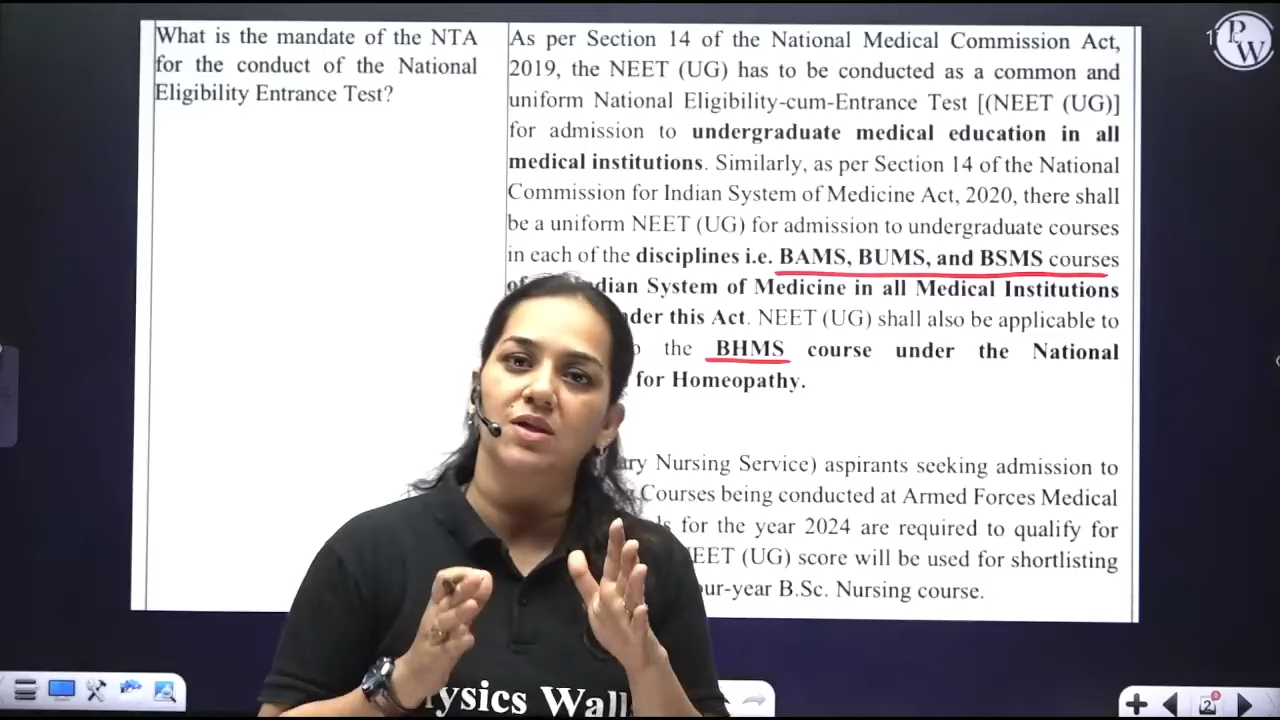 What is the mandate of the NTA
for the conduct of the National
Eligibility Entrance Test?
As per Section 14 of the National Medical Commission Act,
2019, the NEET (UG) has to be conducted as a common and
uniform National Eligibility-cum-Entrance Test [(NEET (UG)]
for admission to undergraduate medical education in all
medical institutions. Similarly, as per Section 14 of the National
Commission for Indian System of Medicine Act, 2020, there shall
be a uniform NEET (UG) for admission to undergraduate courses
in each of the disciplines i.e. BAMS, BUMS, and BSMS courses
dian System of Medicine in all Medical Institutions
der this Act. NEET (UG) shall also be applicable to
the BHMS course under the National
for Homeopathy.
ary Nursing Service) aspirants seeking admission to
Courses being conducted at Armed Forces Medical
for the year 2024 are required to qualify for
EET (UG) score will be used for shortlisting
our-year B.Sc. Nursing course.
PW
ysics Wall
2